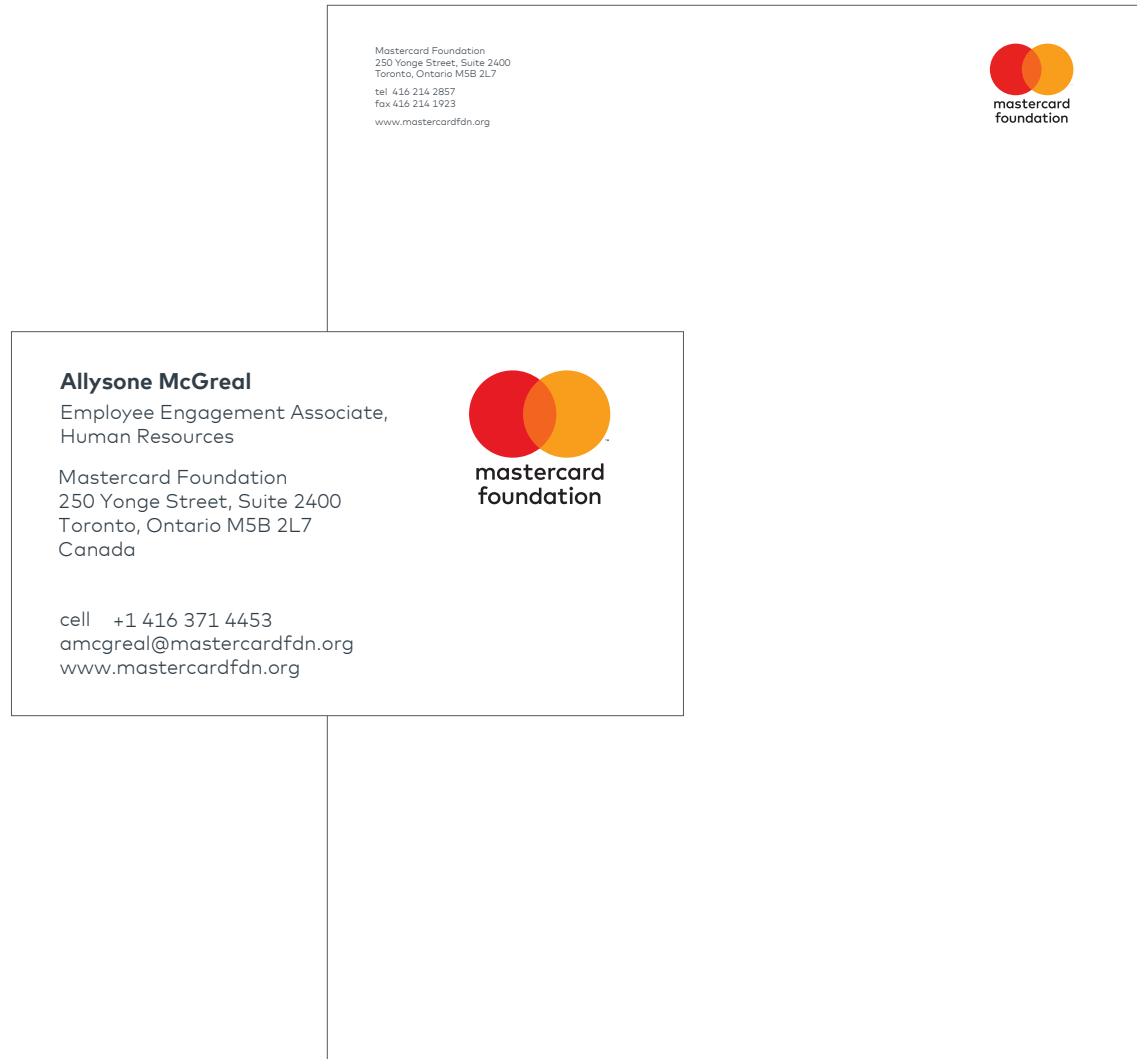 Mastercard Foundation
250 Yonge Street, Suite 2400
Toronto, Ontario M5B 2L7
tel 416 214 2857
fax 416 214 1923
www.mastercardfdn.org
mastercard
foundation
Allysone McGreal
Employee Engagement Associate,
Human Resources
Mastercard Foundation
250 Yonge Street, Suite 2400
Toronto, Ontario M5B 2L7
Canada
cell +1 416 371 4453
amcgreal@mastercardfdn.org
www.mastercardfdn.org
mastercard
foundation